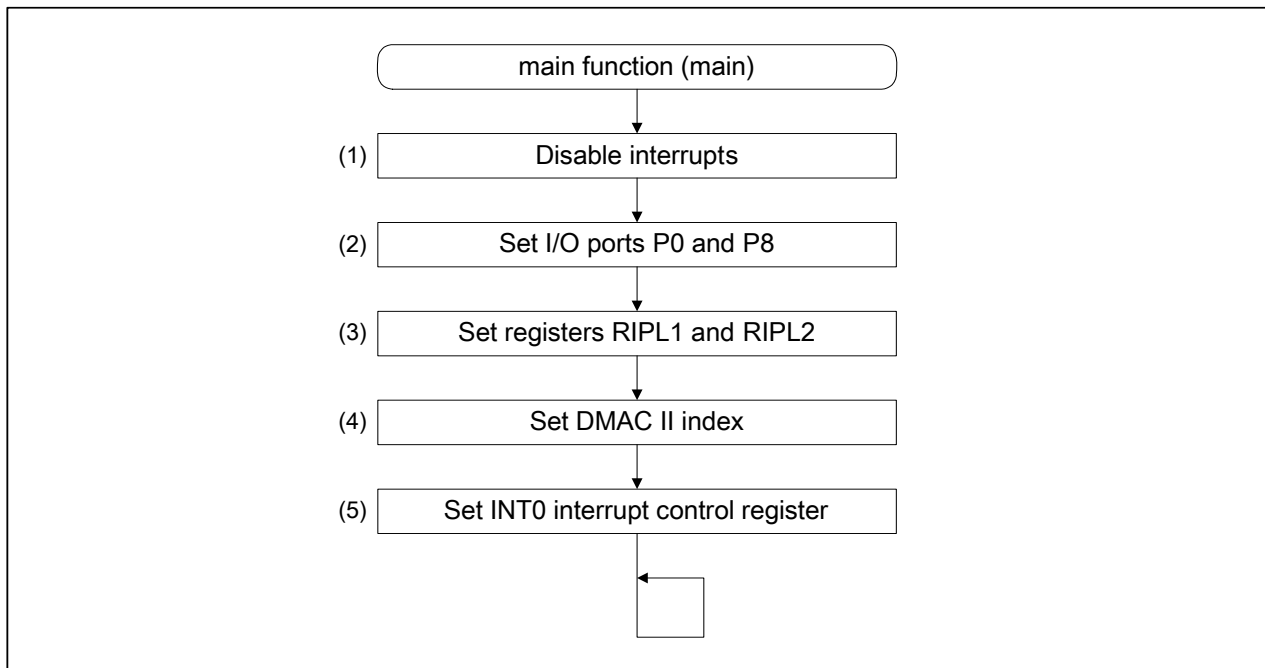 main function (main)
(1) Disable interrupts
(2) Set I/O ports P0 and P8
(3) Set registers RIPL1 and RIPL2
(4) Set DMAC II index
(5) Set INT0 interrupt control register